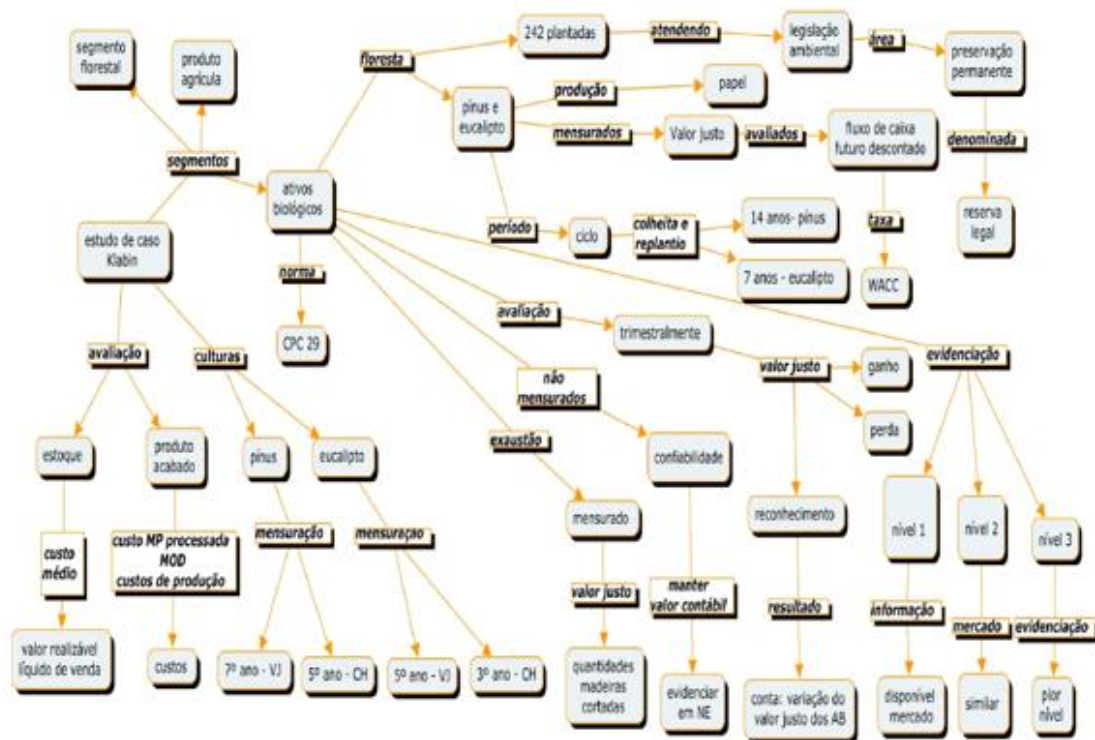 segmento
florestal
produto
agrícula
segmentos
estudo de caso
Klabin
ativos
biológicos
floresta
242 plantadas
atendendo
legislação
ambiental
área
preservação
permanente
denominada
reserva
legal
pinus e
eucalipto
produção
papel
mensurados
Valor justo
avaliados
fluxo de caixa
futuro descontado
taxa
WACC
período
ciclo
colheita e
replantio
14 anos- pinus
7 anos - eucalipto
norma
CPC 29
avaliação
trimestralmente
valor justo
ganho
perda
reconhecimento
resultado
conta: variação do
valor justo dos AB
evidenciação
nível 1
nível 2
nível 3
informação
mercado
evidenciação
disponível
mercado
similar
pior
nível
não
mensurados
confiabilidade
manter
valor contábil
evidenciar
em NE
exaustão
mensurado
valor justo
quantidades
madeiras
cortadas
avaliação
culturas
estoque
produto
acabado
pinus
eucalipto
custo
médio
custo MP processada
MOD
custos de produção
mensuração
mensuraçao
valor realizável
líquido de venda
custos
7º ano - VJ
5º ano - CH
5º ano - VJ
3º ano - CH